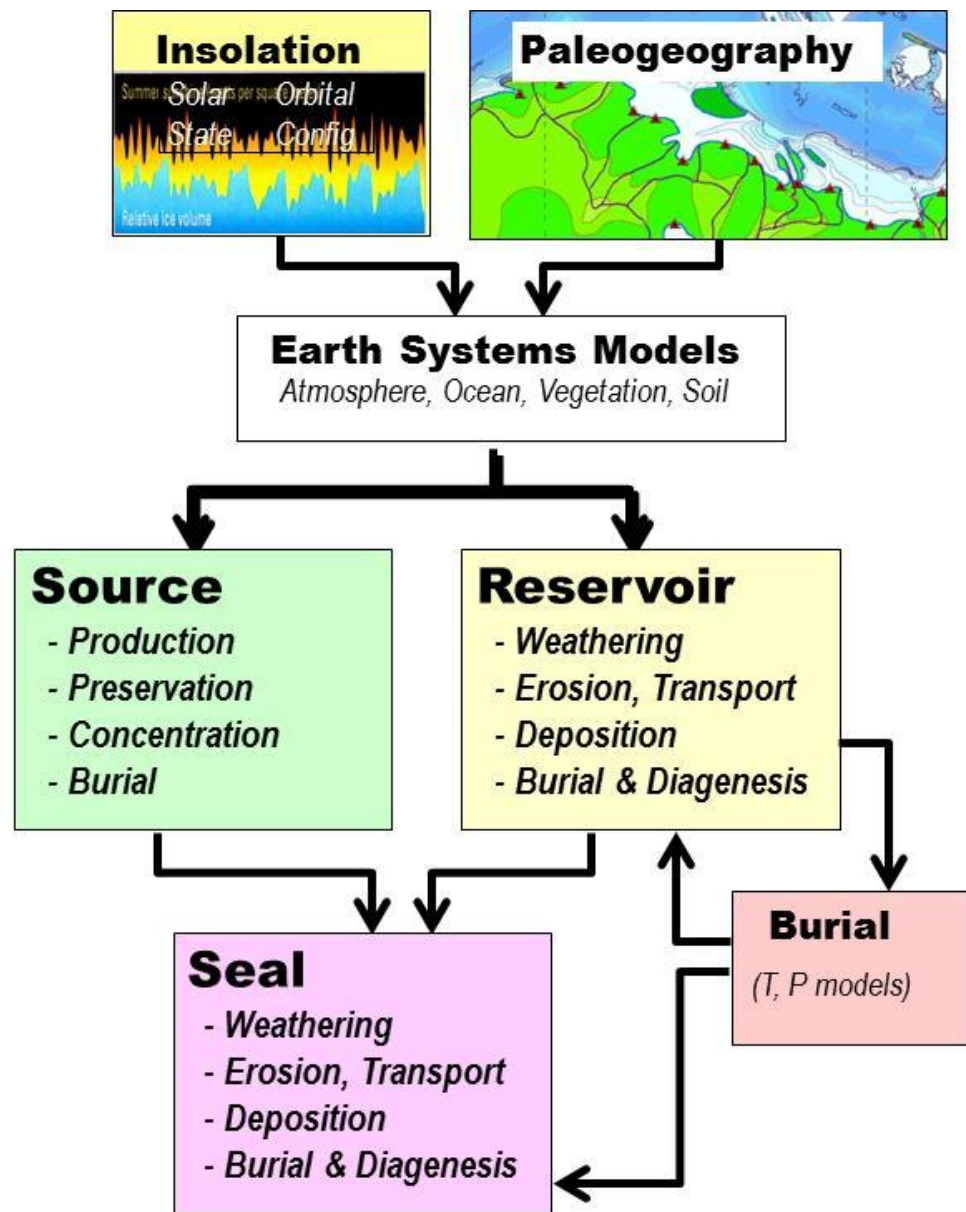 Insolation
Solar Orbital
State Config
Relative Ice volume
Paleogeography
Earth Systems Models
Atmosphere, Ocean, Vegetation, Soil
Source
- Production
- Preservation
- Concentration
- Burial
Reservoir
- Weathering
- Erosion, Transport
- Deposition
- Burial & Diagenesis
Burial
(T, P models)
Seal
- Weathering
- Erosion, Transport
- Deposition
- Burial & Diagenesis